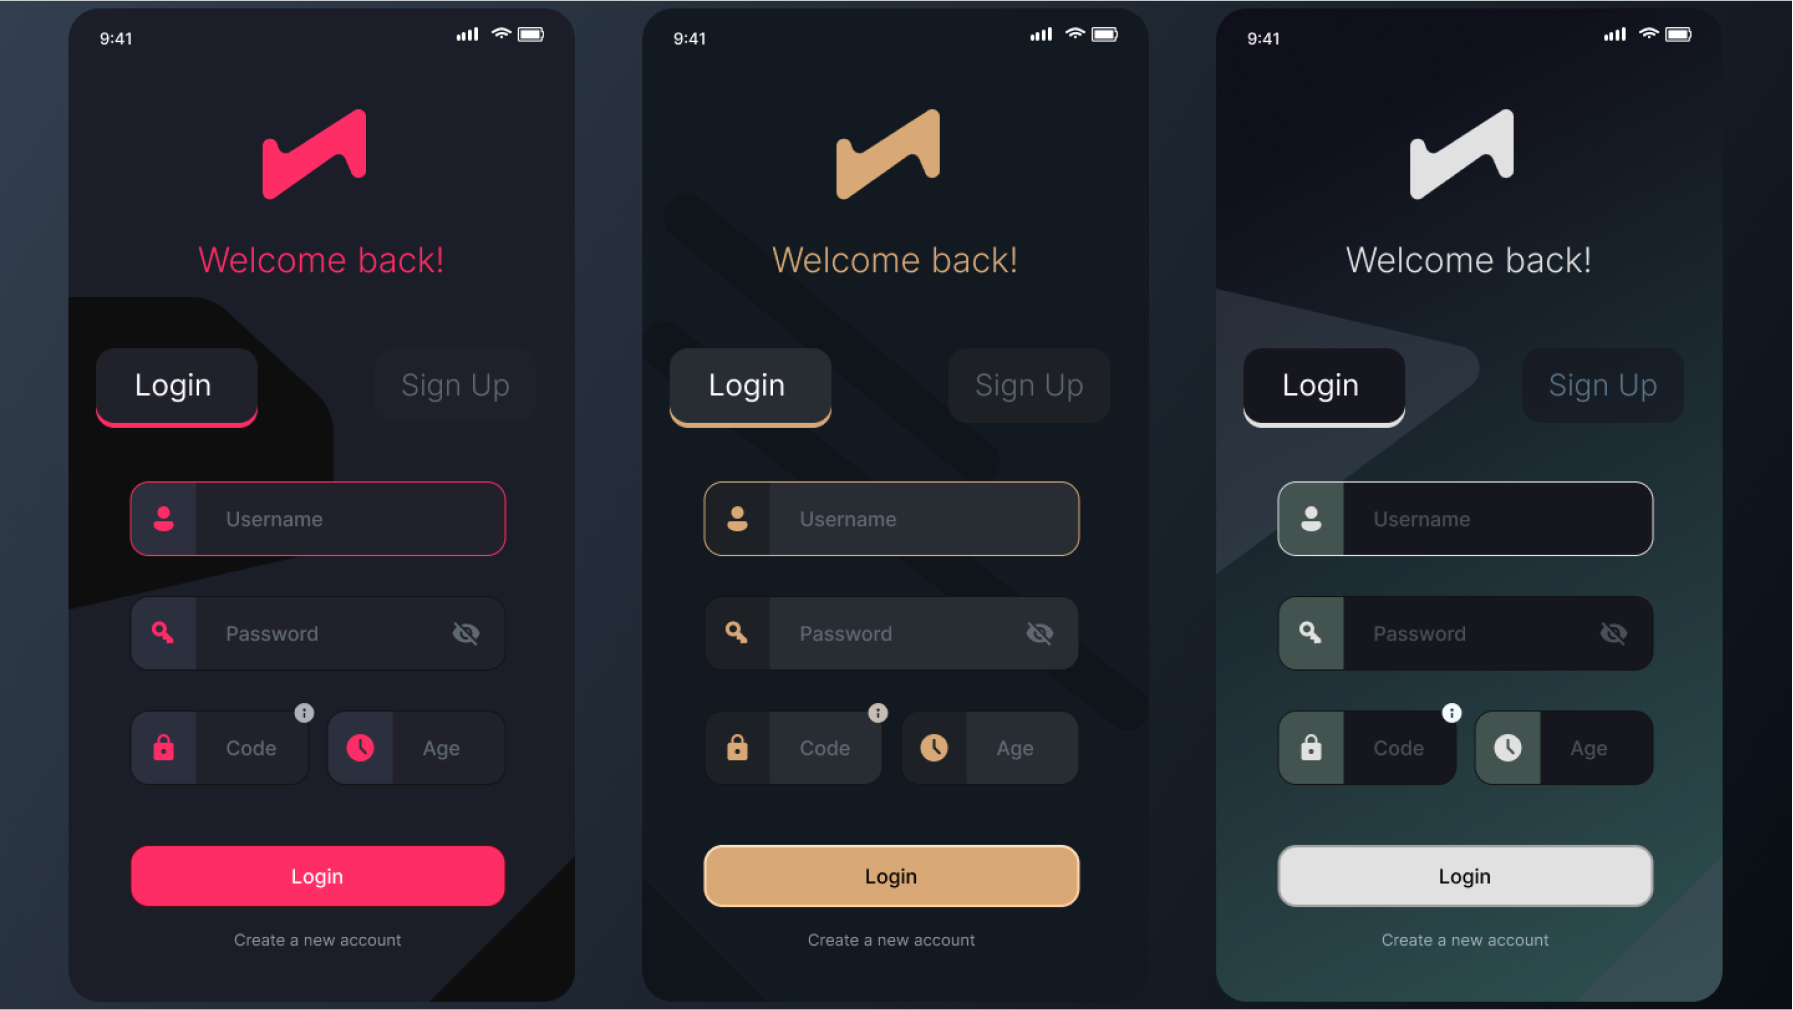 9:41
Welcome back!
Login
Sign Up
Username
Password
Code
Age
Login
Create a new account
9:41
Welcome back!
Login
Sign Up
Username
Password
Code
Age
Login
Create a new account
9:41
Welcome back!
Login
Sign Up
Username
Password
Code
Age
Login
Create a new account